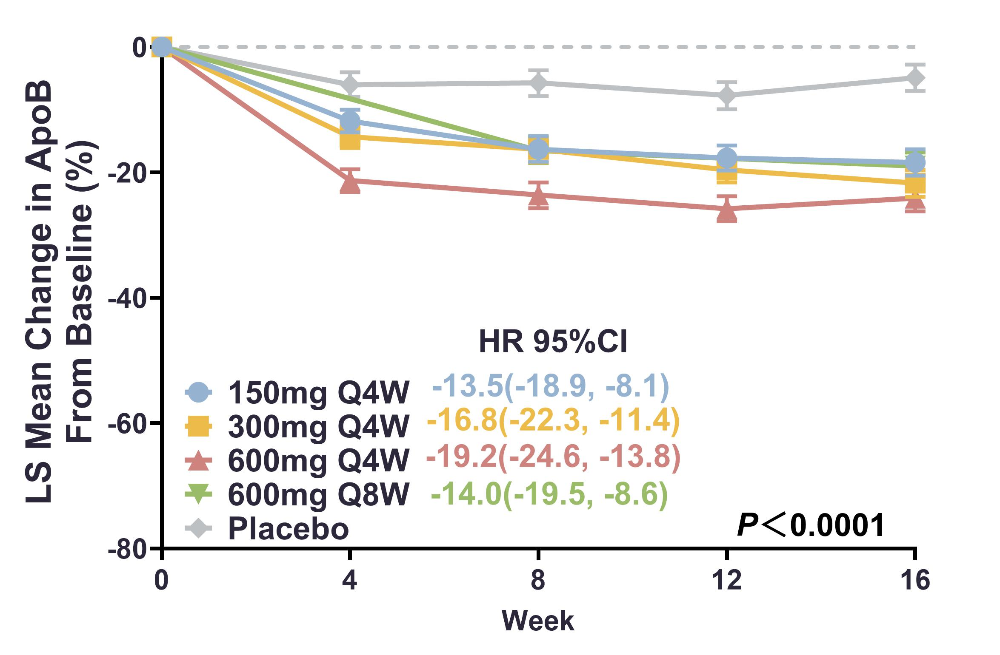 LS Mean Change in ApoB
From Baseline (%)
0
-20
-40
-60
-80
HR 95%CI
150mg Q4W -13.5(-18.9, -8.1)
300mg Q4W -16.8(-22.3, -11.4)
600mg Q4W -19.2(-24.6, -13.8)
600mg Q8W -14.0(-19.5, -8.6)
Placebo
P＜0.0001
0 4 8 12 16
Week